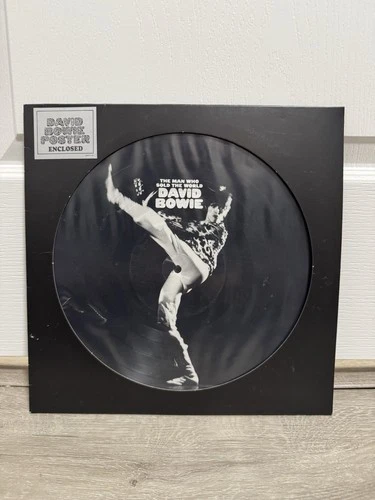 DAVID
BOWIE
POSTER
ENCLOSED
THE MAN WHO
SOLD THE WORLD
DAVID
BOWIE